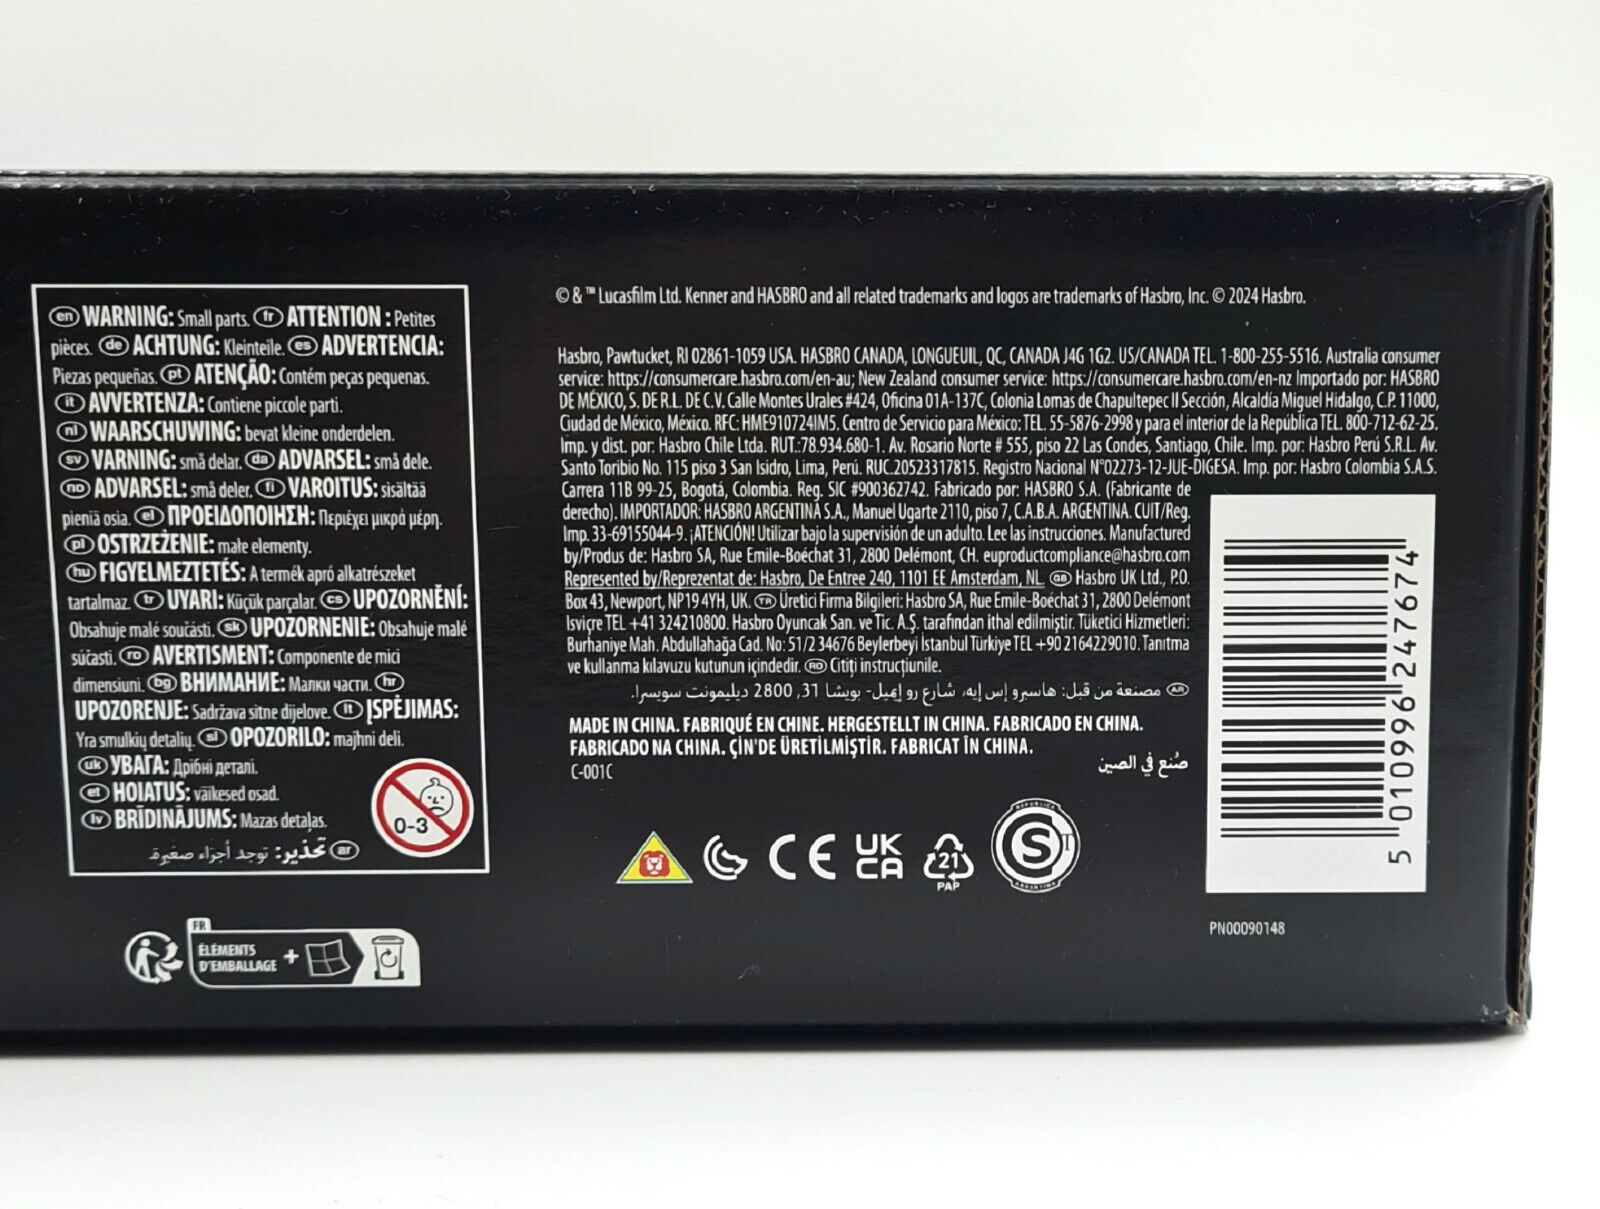 en WARNING: Small parts. fr ATTENTION : Petites
pièces. de ACHTUNG: Kleinteile. es ADVERTENCIA:
Piezas pequeñas. pt ATENÇÃO: Contém peças pequenas.
it AVVERTENZA: Contiene piccole parti.
nl WAARSCHUWING: bevat kleine onderdelen.
sv VARNING: små delar. da ADVARSEL: små dele.
no ADVARSEL: små deler. fi VAROITUS: sisältää
pieniä osia. el ΠΡΟΕΙΔΟΠΟΙΗΣΗ: Περιέχει μικρά μέρη.
pl OSTRZEŻENIE: małe elementy.
hu FIGYELMEZTETÉS: A termék apró alkatrészeket
tartalmaz. tr UYARI: Küçük parçalar. cs UPOZORNĚNÍ:
Obsahuje malé součásti. sk UPOZORNENIE: Obsahuje malé
súčasti. ro AVERTISMENT: Componente de mici
dimensiuni. bg ВНИМАНИЕ: Малки части. hr
UPOZORENJE: Sadržava sitne dijelove. lt ĮSPĖJIMAS:
Yra smulkių detalių. sl OPOZORILO: majhni deli.
uk УВАГА: Дрібні деталі.
et HOIATUS: väikesed osad.
lv BRĪDINĀJUMS: Mazas detaļas.
ar تحذير: توجد أجزاء صغيرة.
0-3
FR
ÉLÉMENTS
D'EMBALLAGE +
© & ™ Lucasfilm Ltd. Kenner and HASBRO and all related trademarks and logos are trademarks of Hasbro, Inc. © 2024 Hasbro.
Hasbro, Pawtucket, RI 02861-1059 USA. HASBRO CANADA, LONGUEUIL, QC, CANADA J4G 1G2. US/CANADA TEL. 1-800-255-5516. Australia consumer
service: https://consumercare.hasbro.com/en-au; New Zealand consumer service: https://consumercare.hasbro.com/en-nz Importado por: HASBRO
DE MÉXICO, S. DE R.L. DE C.V. Calle Montes Urales #424, Oficina 01A-137C, Colonia Lomas de Chapultepec II Sección, Alcaldía Miguel Hidalgo, C.P. 11000,
Ciudad de México, México. RFC: HME910724IM5. Centro de Servicio para México: TEL. 55-5876-2998 y para el interior de la República TEL. 800-712-62-25.
Imp. y dist. por: Hasbro Chile Ltda. RUT.:78.934.680-1. Av. Rosario Norte # 555, piso 22 Las Condes, Santiago, Chile. Imp. por: Hasbro Perú S.R.L. Av.
Santo Toribio No. 115 piso 3 San Isidro, Lima, Perú. RUC.20523317815. Registro Nacional N°02273-12-JUE-DIGESA. Imp. por: Hasbro Colombia S.A.S.
Carrera 11B 99-25, Bogotá, Colombia. Reg. SIC #900362742. Fabricado por: HASBRO S.A. (Fabricante de
derecho). IMPORTADOR: HASBRO ARGENTINA S.A., Manuel Ugarte 2110, piso 7, C.A.B.A. ARGENTINA. CUIT/Reg.
Imp. 33-69155044-9. ¡ATENCIÓN! Utilizar bajo la supervisión de un adulto. Lee las instrucciones. Manufactured
by/Produs de: Hasbro SA, Rue Emile-Boéchat 31, 2800 Delémont, CH. euproductcompliance@hasbro.com
Represented by/Reprezentat de: Hasbro, De Entree 240, 1101 EE Amsterdam, NL. GB Hasbro UK Ltd., P.O.
Box 43, Newport, NP19 4YH, UK. TR Üretici Firma Bilgileri: Hasbro SA, Rue Emile-Boéchat 31, 2800 Delémont
Isviçre TEL +41 324210800. Hasbro Oyuncak San. ve Tic. A.Ş. tarafından ithal edilmiştir. Tüketici Hizmetleri:
Burhaniye Mah. Abdullahağa Cad. No: 51/2 34676 Beylerbeyi İstanbul Türkiye TEL +90 2164229010. Tanıtma
ve kullanma kılavuzu kutunun içindedir. RO Citiți instrucțiunile.
AR مصنعة من قبل: هاسبرو إس إيه، شارع رو إيميل- بويشا 31, 2800 ديليمونت سويسرا.
MADE IN CHINA. FABRIQUÉ EN CHINE. HERGESTELLT IN CHINA. FABRICADO EN CHINA.
FABRICADO NA CHINA. ÇİN'DE ÜRETİLMİŞTİR. FABRICAT ÎN CHINA.
صُنع في الصين
C-001C
CE
UK
CA
21
PAP
REPUBLICA
S
ARGENTINA
5 010996 247674
PN00090148